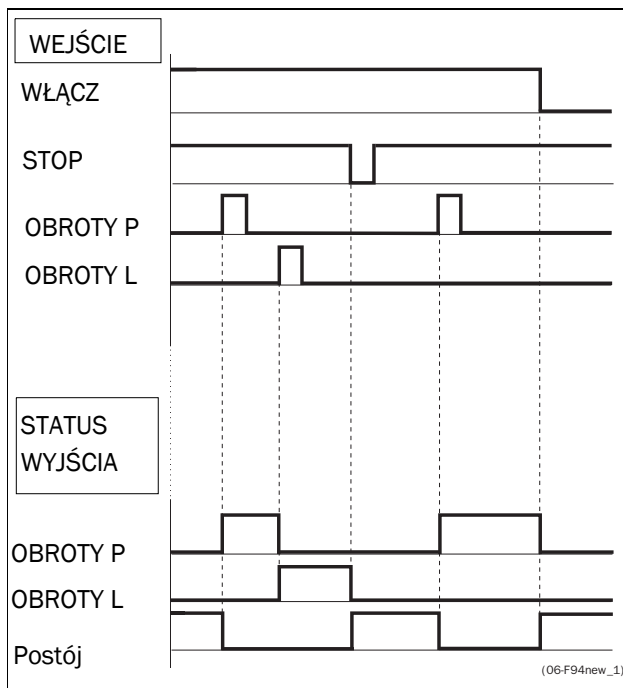 WEJŚCIE
WŁĄCZ
STOP
OBROTY P
OBROTY L
STATUS
WYJŚCIA
OBROTY P
OBROTY L
Postój
(06-F94new_1)